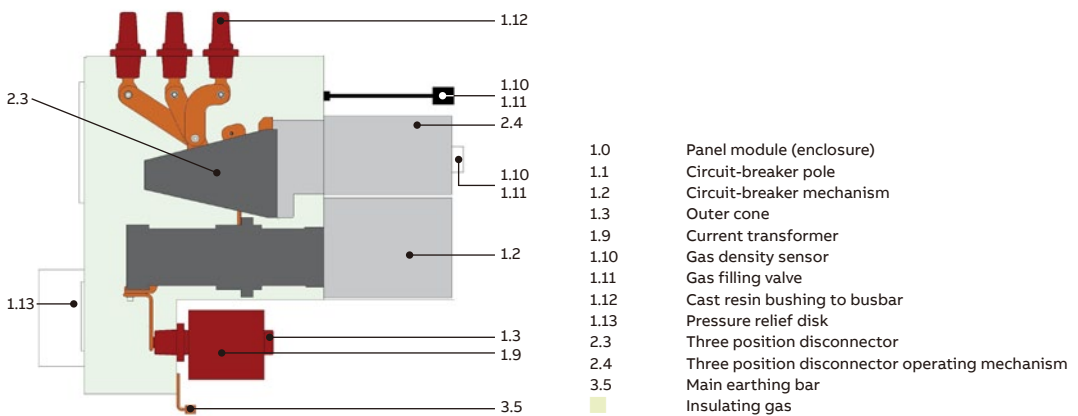 1.12
1.10
1.11
2.4
2.3
1.10
1.11
1.2
1.13
1.3
1.9
3.5
1.0 Panel module (enclosure)
1.1 Circuit-breaker pole
1.2 Circuit-breaker mechanism
1.3 Outer cone
1.9 Current transformer
1.10 Gas density sensor
1.11 Gas filling valve
1.12 Cast resin bushing to busbar
1.13 Pressure relief disk
2.3 Three position disconnector
2.4 Three position disconnector operating mechanism
3.5 Main earthing bar
Insulating gas